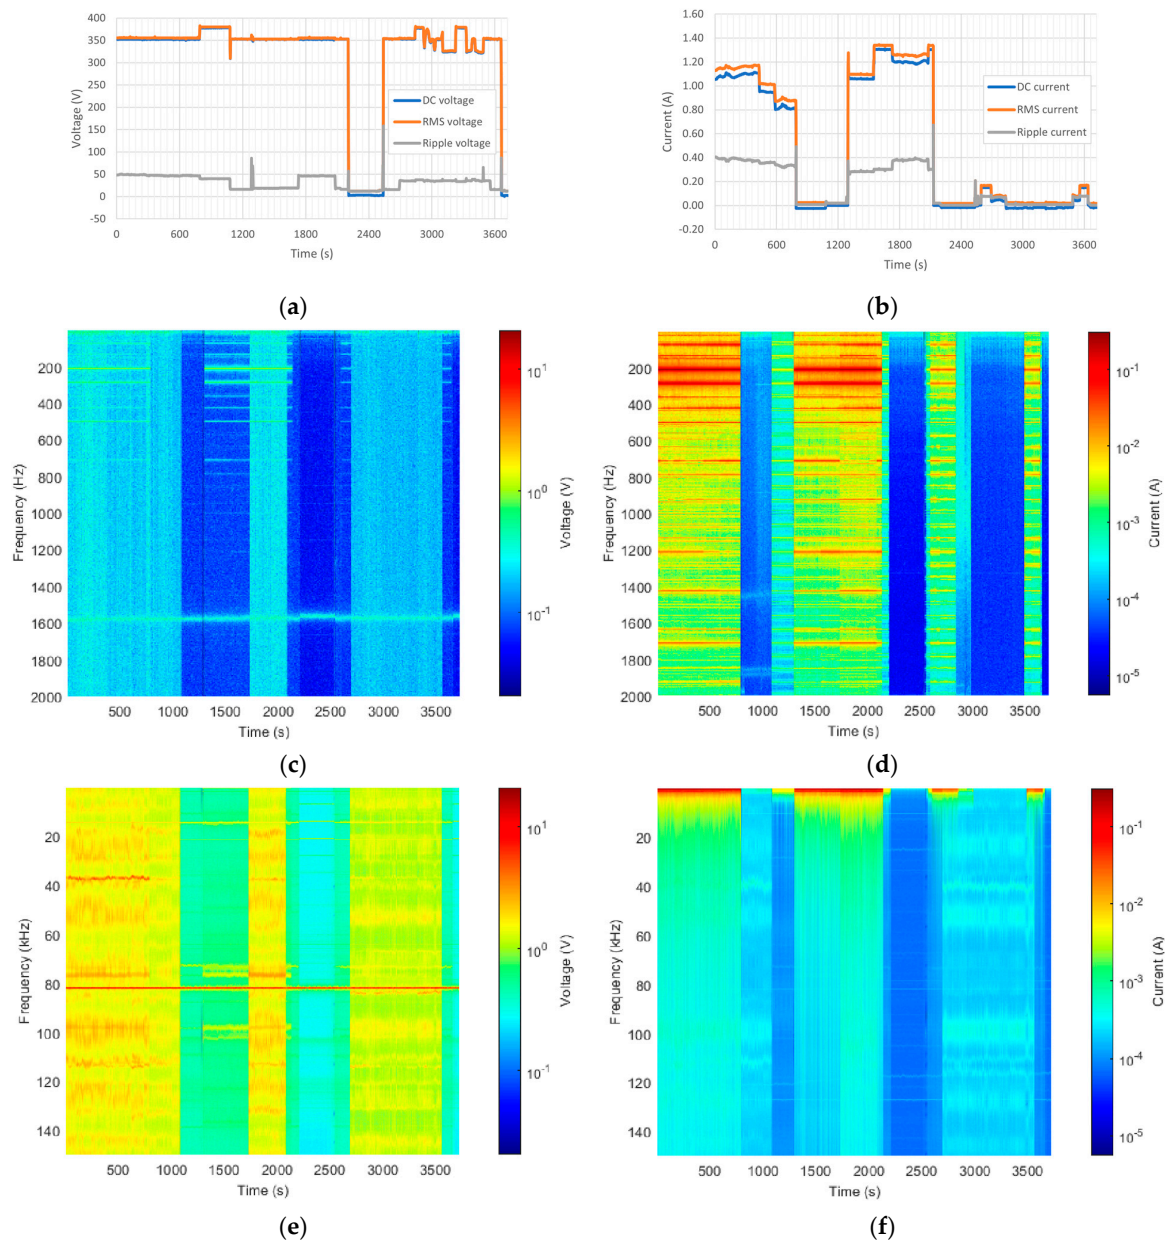 400
350
300
250
200
150
100
50
0
-50
Voltage (V)
DC voltage
RMS voltage
Ripple voltage
0 600 1200 1800 2400 3000 3600
Time (s)
(a)
1.60
1.40
1.20
1.00
0.80
0.60
0.40
0.20
0.00
-0.20
Current (A)
DC current
RMS current
Ripple current
0 600 1200 1800 2400 3000 3600
Time (s)
(b)
200
400
600
800
1000
1200
1400
1600
1800
2000
Frequency (Hz)
500 1000 1500 2000 2500 3000 3500
Time (s)
10^1
10^0
10^-1
Voltage (V)
(c)
200
400
600
800
1000
1200
1400
1600
1800
2000
Frequency (Hz)
500 1000 1500 2000 2500 3000 3500
Time (s)
10^-1
10^-2
10^-3
10^-4
10^-5
Current (A)
(d)
20
40
60
80
100
120
140
Frequency (kHz)
500 1000 1500 2000 2500 3000 3500
Time (s)
10^1
10^0
10^-1
Voltage (V)
(e)
20
40
60
80
100
120
140
Frequency (kHz)
500 1000 1500 2000 2500 3000 3500
Time (s)
10^-1
10^-2
10^-3
10^-4
10^-5
Current (A)
(f)